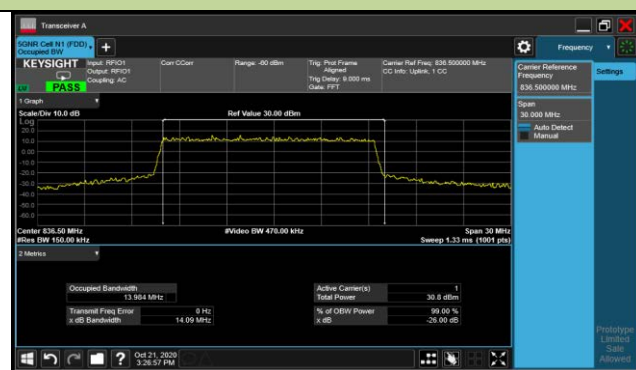 Transceiver A
5GNR Cell N1 (FDD)
Occupied BW
Frequency
KEYSIGHT
LV
PASS
Input: RFIO1
Output: RFIO1
Coupling: AC
Corr CCorr
Range: -00 dBm
Trig: Prot Frame
Aligned
Trig Delay: 9.000 ms
Gate: FFT
Carrier Ref Freq: 836.500000 MHz
CC Info: Uplink, 1 CC
Carrier Reference
Frequency
836.500000 MHz
Settings
Span
30.000 MHz
Auto Detect
Manual
1 Graph
Scale/Div 10.0 dB
Ref Value 30.00 dBm
Log
20.0
10.0
0.00
-10.0
-20.0
-30.0
-40.0
-50.0
-60.0
Center 836.50 MHz
#Video BW 470.00 kHz
Span 30 MHz
#Res BW 150.00 kHz
Sweep 1.33 ms (1001 pts)
2 Metrics
Occupied Bandwidth
13.984 MHz
Active Carrier(s) 1
Total Power 30.8 dBm
Transmit Freq Error 0 Hz
x dB Bandwidth 14.09 MHz
% of OBW Power 99.00 %
x dB -26.00 dB
Prototype
Limited
Sale
Allowed
Oct 21, 2020
3:26:57 PM